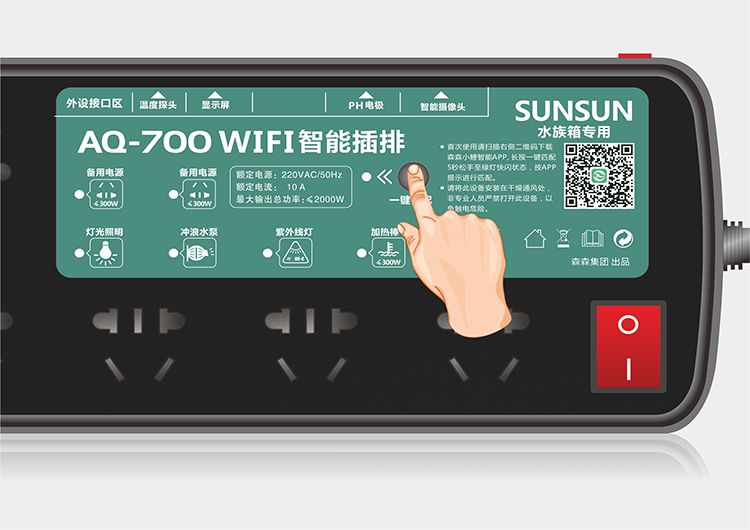 外设接口区
温度探头
显示屏
PH电极
智能摄像头
SUNSUN
水族箱专用
AQ-700 WIFI智能插排
备用电源
≤300W
备用电源
≤300W
额定电源：220VAC/50Hz
额定电流： 10 A
最大输出总功率：≤2000W
一键
● 首次使用请扫描右侧二维码下载
森森小鲤智能APP, 长按一键匹配
5秒松手至绿灯快闪状态，按APP
提示进行匹配。
● 请将此设备安装在干燥通风处，
非专业人员严禁打开此设备，以
免触电危险。
灯光照明
冲浪水泵
紫外线灯
加热棒
≤300W
森森集团 出品